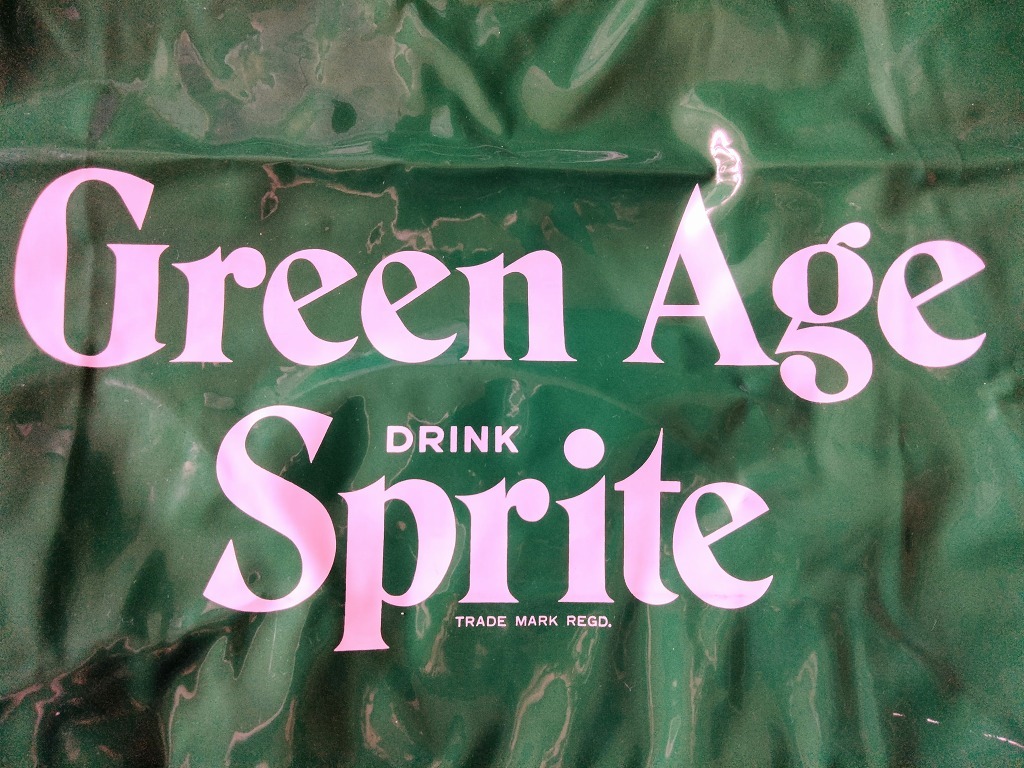 Green Age
DRINK
Sprite
TRADE MARK REGD.